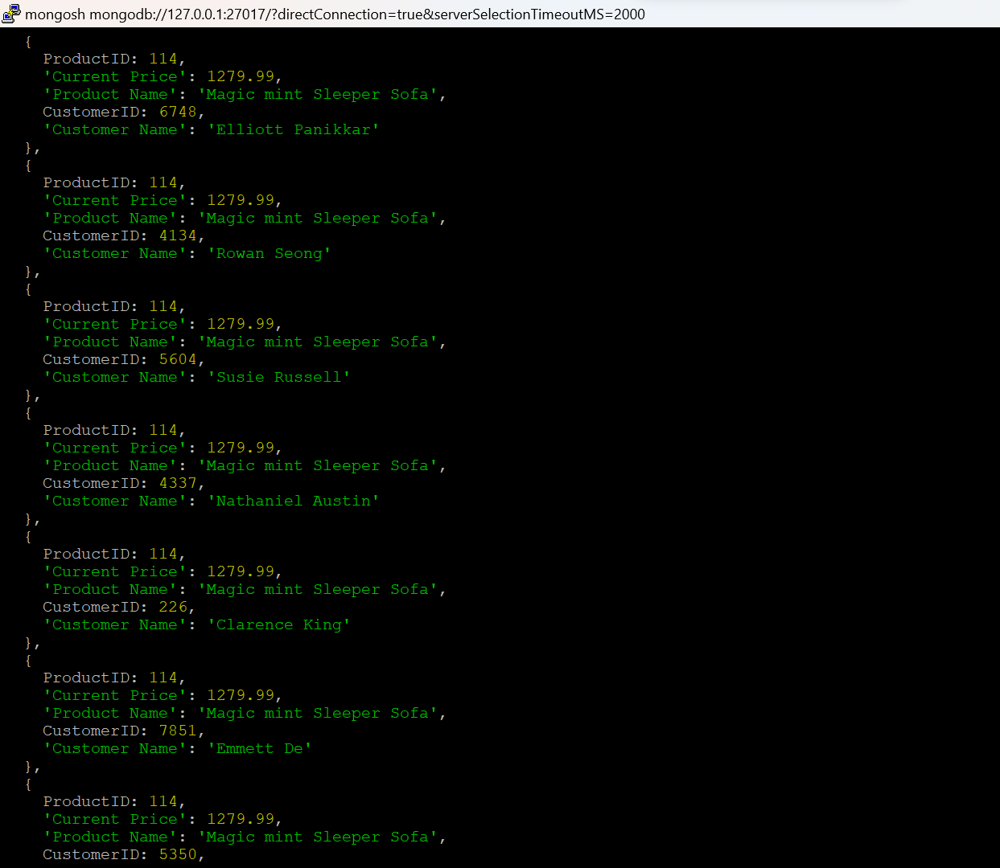 mongosh mongodb://127.0.0.1:27017/?directConnection=true&serverSelectionTimeoutMS=2000
{
ProductID: 114,
'Current Price': 1279.99,
'Product Name': 'Magic mint Sleeper Sofa',
CustomerID: 6748,
'Customer Name': 'Elliott Panikkar'
},
{
ProductID: 114,
'Current Price': 1279.99,
'Product Name': 'Magic mint Sleeper Sofa',
CustomerID: 4134,
'Customer Name': 'Rowan Seong'
},
{
ProductID: 114,
'Current Price': 1279.99,
'Product Name': 'Magic mint Sleeper Sofa',
CustomerID: 5604,
'Customer Name': 'Susie Russell'
},
{
ProductID: 114,
'Current Price': 1279.99,
'Product Name': 'Magic mint Sleeper Sofa',
CustomerID: 4337,
'Customer Name': 'Nathaniel Austin'
},
{
ProductID: 114,
'Current Price': 1279.99,
'Product Name': 'Magic mint Sleeper Sofa',
CustomerID: 226,
'Customer Name': 'Clarence King'
},
{
ProductID: 114,
'Current Price': 1279.99,
'Product Name': 'Magic mint Sleeper Sofa',
CustomerID: 7851,
'Customer Name': 'Emmett De'
},
{
ProductID: 114,
'Current Price': 1279.99,
'Product Name': 'Magic mint Sleeper Sofa',
CustomerID: 5350,